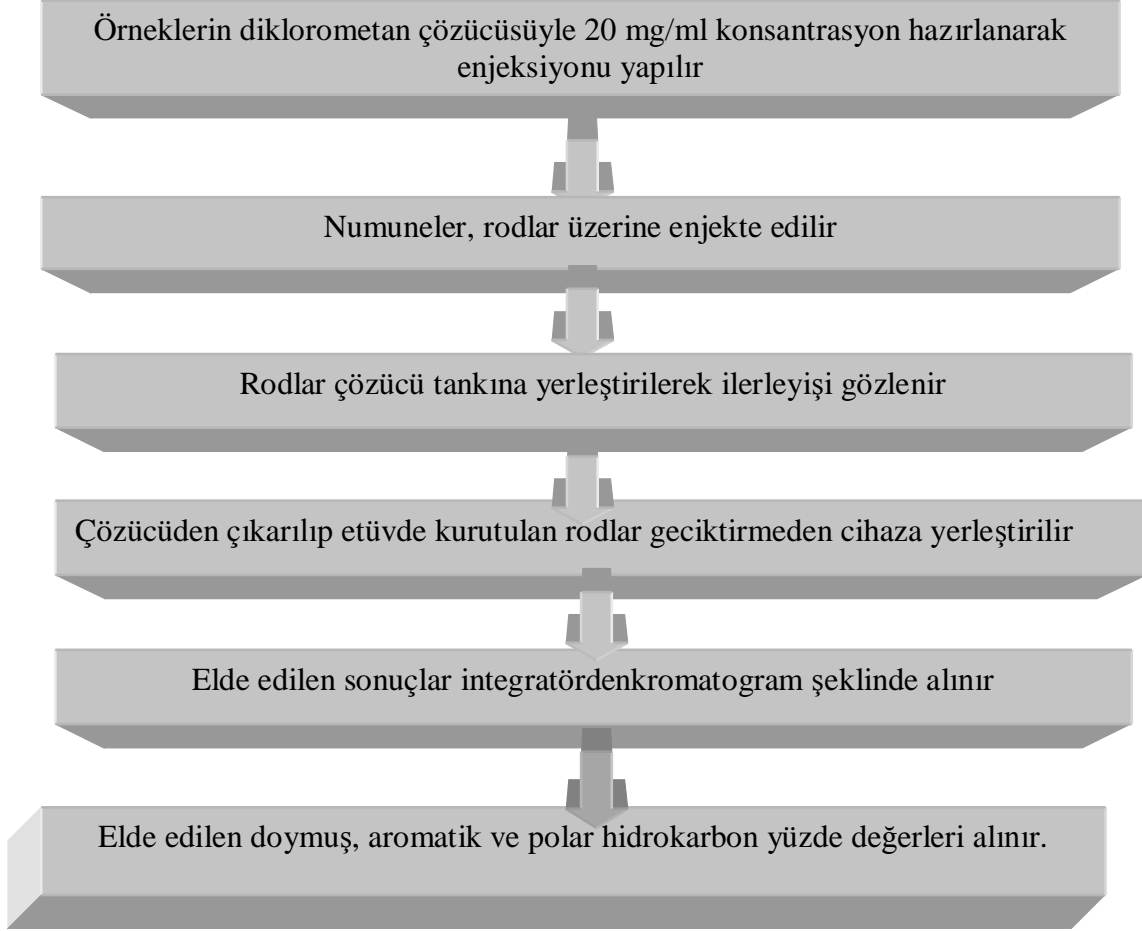 Örneklerin diklorometan çözücüsüyle 20 mg/ml konsantrasyon hazırlanarak
enjeksiyonu yapılır
Numuneler, rodlar üzerine enjekte edilir
Rodlar çözücü tankına yerleştirilerek ilerleyişi gözlenir
Çözücüden çıkarılıp etüvde kurutulan rodlar geciktirmeden cihaza yerleştirilir
Elde edilen sonuçlar integratördenkromatogram şeklinde alınır
Elde edilen doymuş, aromatik ve polar hidrokarbon yüzde değerleri alınır.